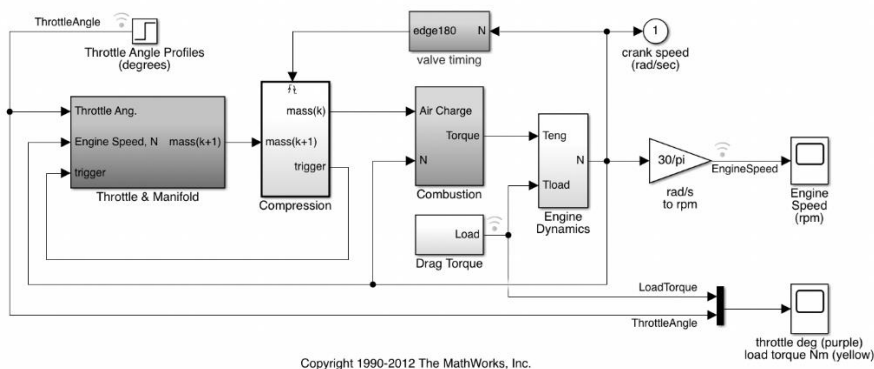 ThrottleAngle
Throttle Angle Profiles
(degrees)
edge180 N
valve timing
1
crank speed
(rad/sec)
Throttle Ang.
Engine Speed, N
mass(k+1)
trigger
Throttle & Manifold
mass(k)
mass(k+1)
trigger
Compression
Air Charge
Torque
N
Combustion
Teng
N
Tload
Engine
Dynamics
30/pi
rad/s
to rpm
EngineSpeed
Engine
Speed
(rpm)
Load
Drag Torque
LoadTorque
ThrottleAngle
throttle deg (purple)
load torque Nm (yellow)
Copyright 1990-2012 The MathWorks, Inc.